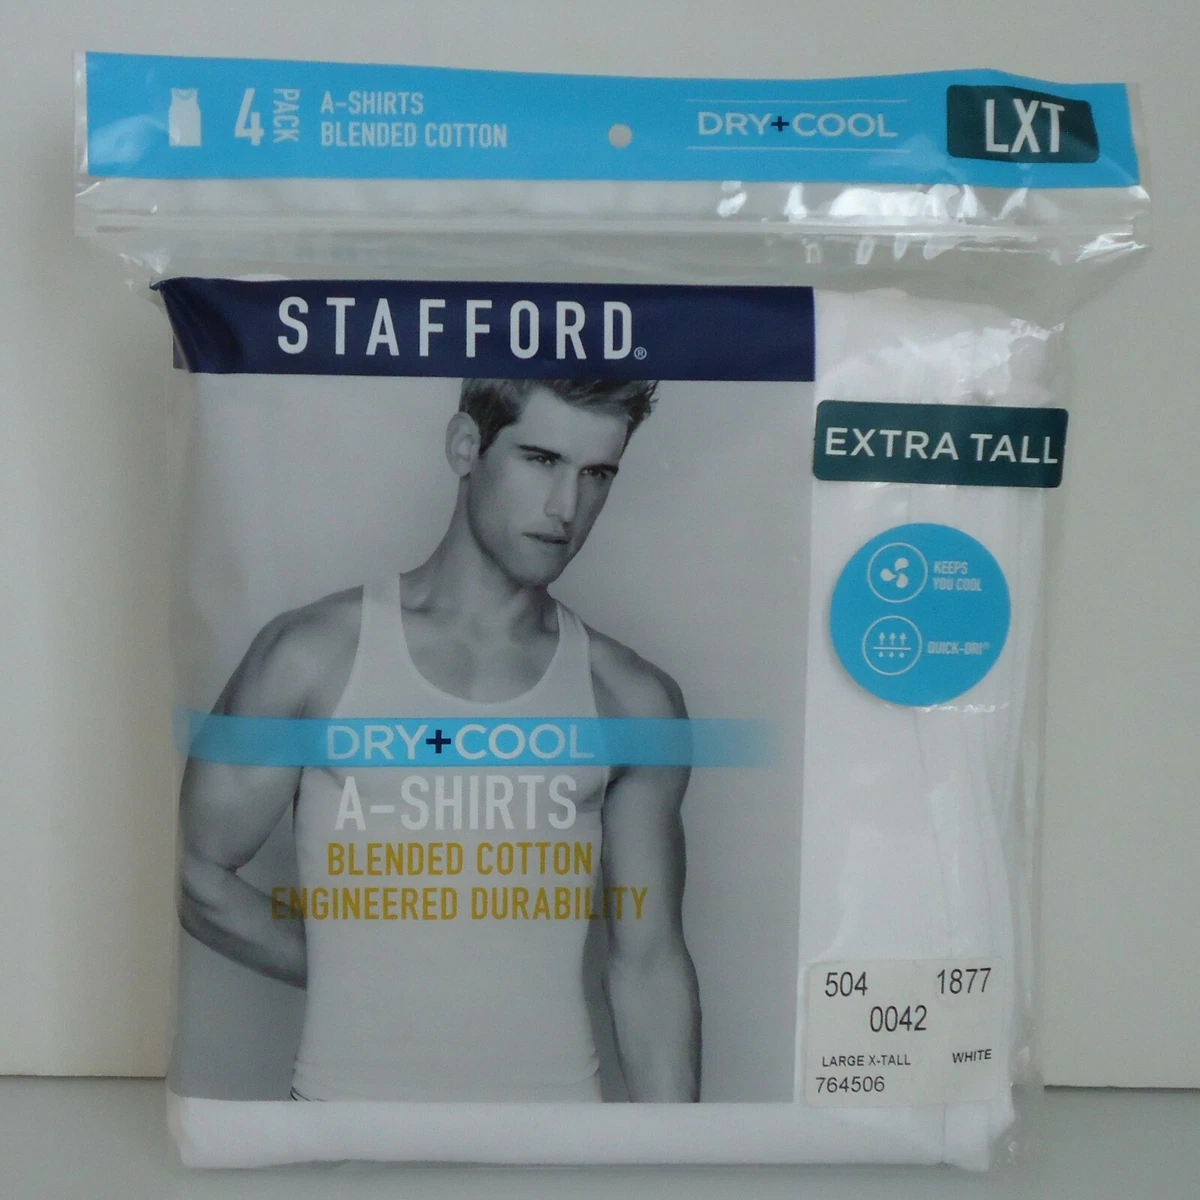 4 PACK
A-SHIRTS
BLENDED COTTON
DRY+COOL
LXT
STAFFORD®
EXTRA TALL
KEEPS
YOU COOL
QUICK-DRI®
DRY+COOL
A-SHIRTS
BLENDED COTTON
ENGINEERED DURABILITY
504 1877
0042
LARGE X-TALL WHITE
764506